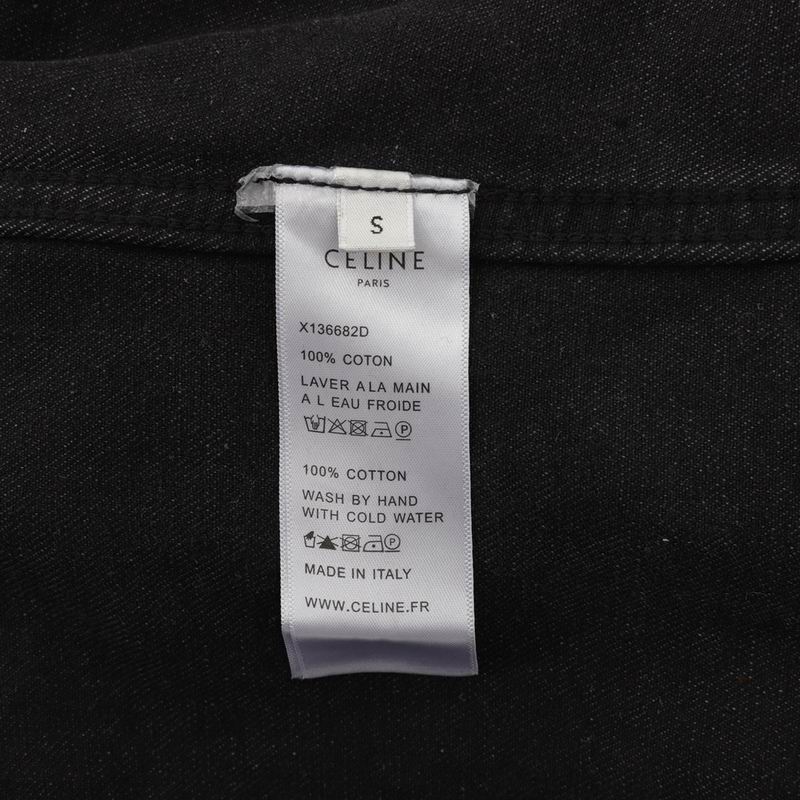 S
CELINE
PARIS
X136682D
100% COTON
LAVER A LA MAIN
A L EAU FROIDE
P
100% COTTON
WASH BY HAND
WITH COLD WATER
P
MADE IN ITALY
WWW.CELINE.FR